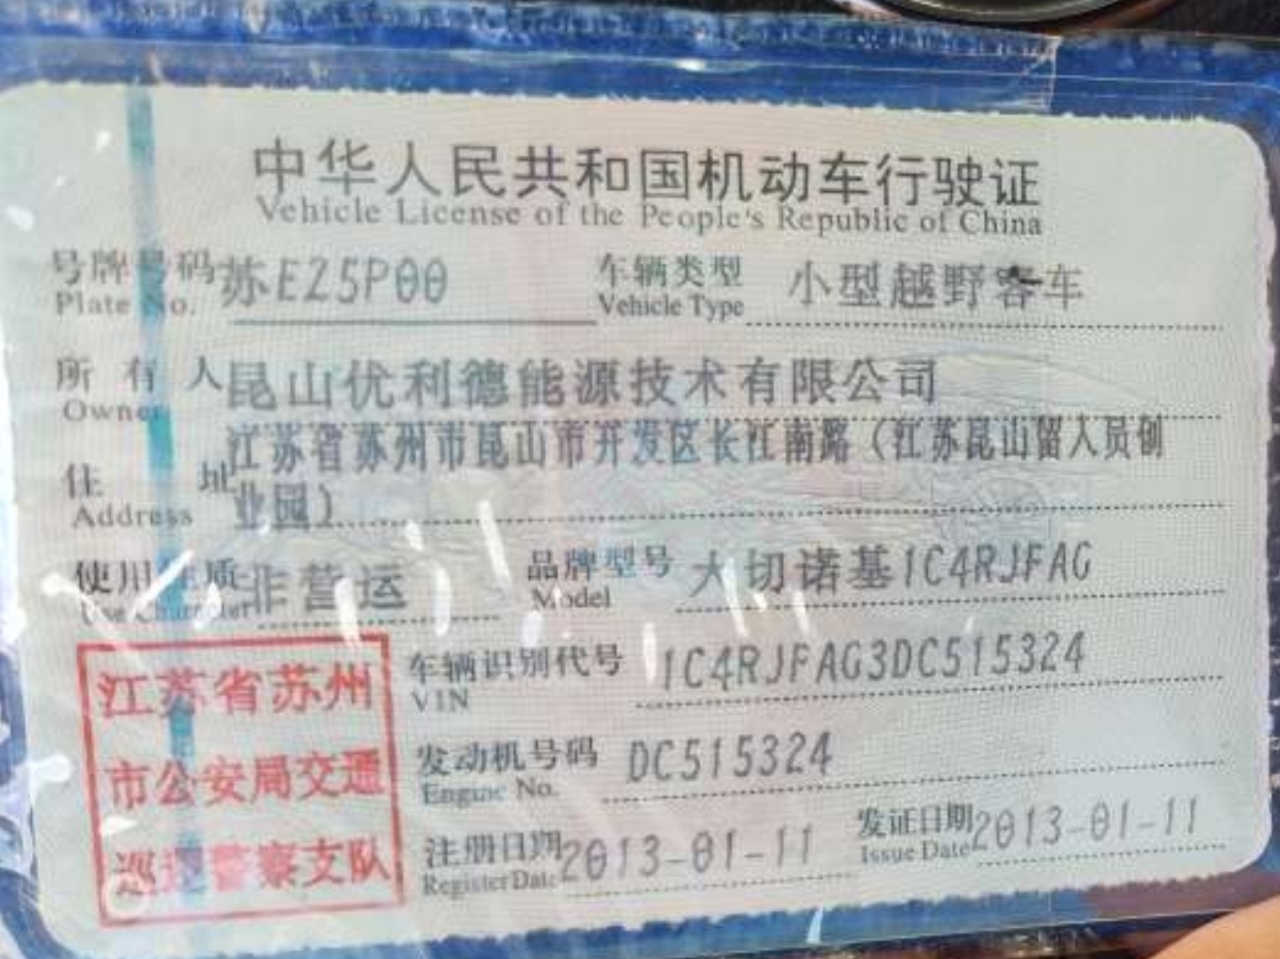 中华人民共和国机动车行驶证
Vehicle License of the People's Republic of China
号牌号码 苏EZ5P00 车辆类型 小型越野客车
Plate No. Vehicle Type
所有人 昆山优利德能源技术有限公司
Owner
江苏省苏州市昆山市开发区长江南路（江苏昆山留人员创
住址 业园）
Address
使用性质 非营运 品牌型号 大切诺基1C4RJFAG
Use Character Model
车辆识别代号 1C4RJFAG3DC515324
VIN
发动机号码 DC515324
Engine No.
注册日期 2013-01-11 发证日期 2013-01-11
Register Date Issue Date
江苏省苏州
市公安局交通
巡逻警察支队